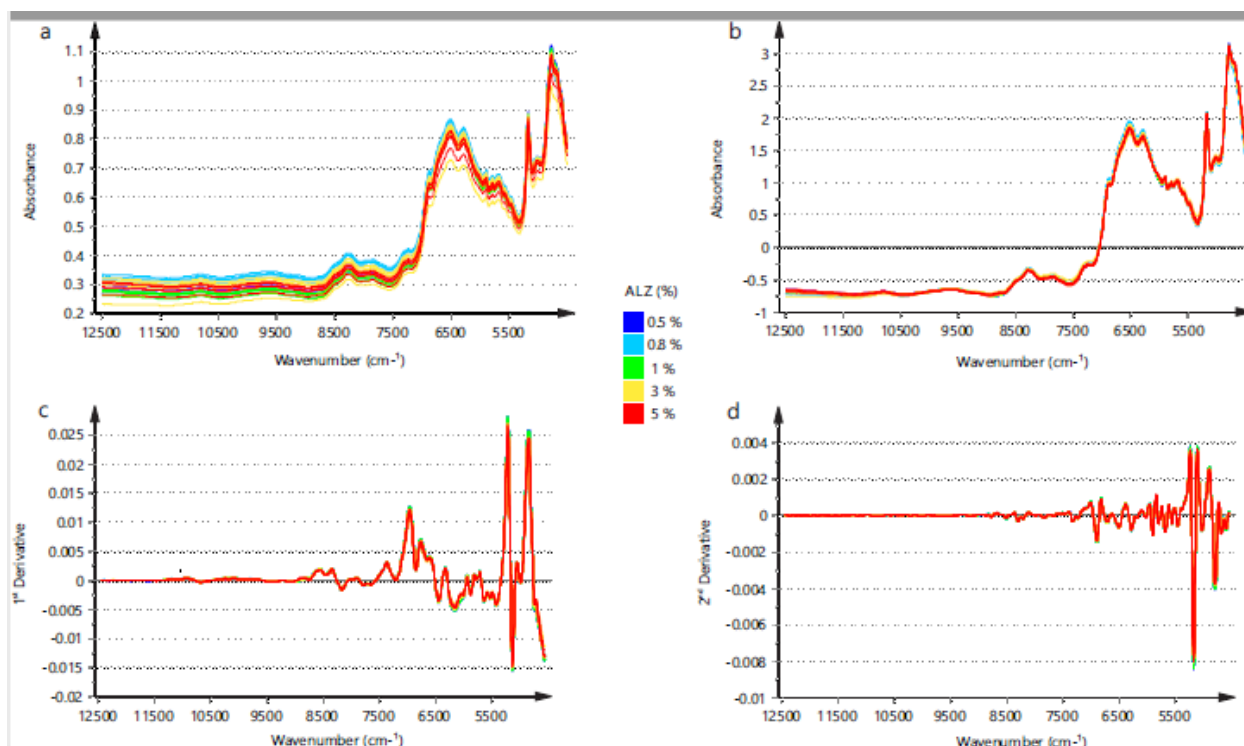 a
1.1
1
0.9
0.8
0.7
0.6
0.5
0.4
0.3
0.2
Absorbance
12500 11500 10500 9500 8500 7500 6500 5500
Wavenumber (cm-1)
b
3
2.5
2
1.5
1
0.5
0
-0.5
-1
Absorbance
12500 11500 10500 9500 8500 7500 6500 5500
Wavenumber (cm-1)
ALZ (%)
0.5 %
0.8 %
1 %
3 %
5 %
c
0.025
0.02
0.015
0.01
0.005
0
-0.005
-0.01
-0.015
-0.02
1st Derivative
12500 11500 10500 9500 8500 7500 6500 5500
Wavenumber (cm-1)
d
0.004
0.002
0
-0.002
-0.004
-0.006
-0.008
-0.01
2nd Derivative
12500 11500 10500 9500 8500 7500 6500 5500
Wavenumber (cm-1)